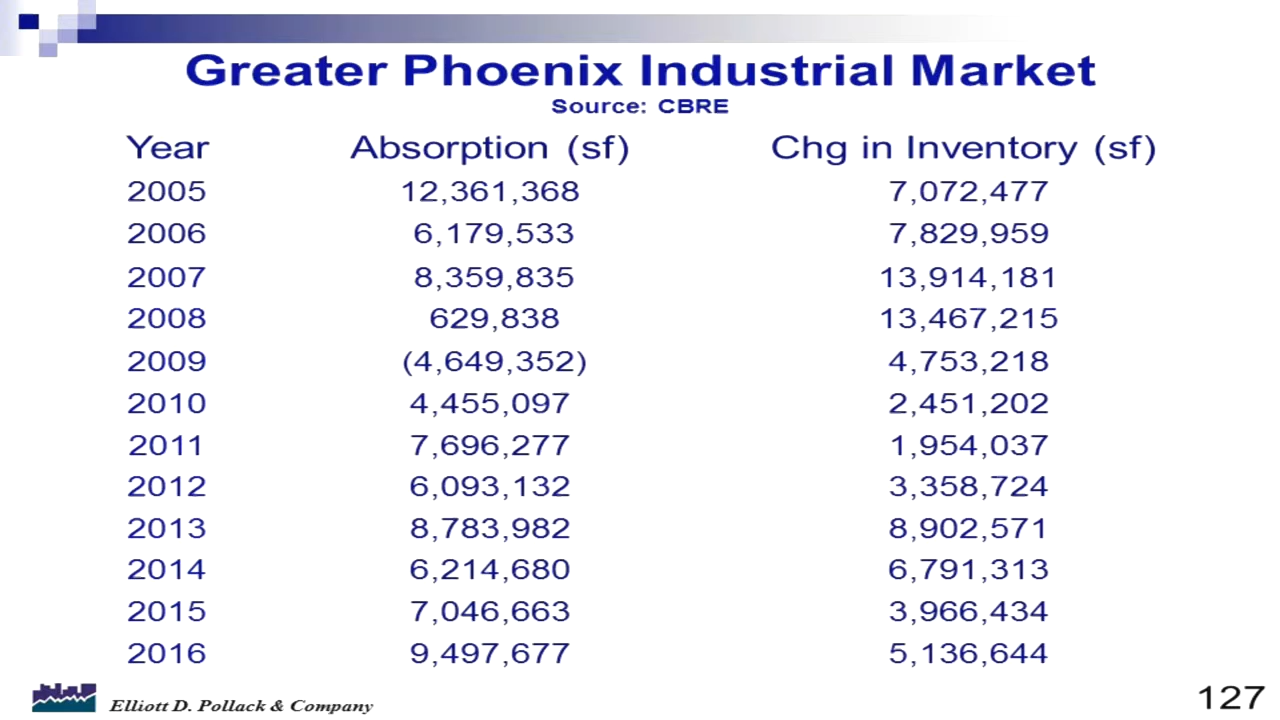 Greater Phoenix Industrial Market
Source: CBRE
Year Absorption (sf) Chg in Inventory (sf)
2005 12,361,368 7,072,477
2006 6,179,533 7,829,959
2007 8,359,835 13,914,181
2008 629,838 13,467,215
2009 (4,649,352) 4,753,218
2010 4,455,097 2,451,202
2011 7,696,277 1,954,037
2012 6,093,132 3,358,724
2013 8,783,982 8,902,571
2014 6,214,680 6,791,313
2015 7,046,663 3,966,434
2016 9,497,677 5,136,644
Elliott D. Pollack & Company
127